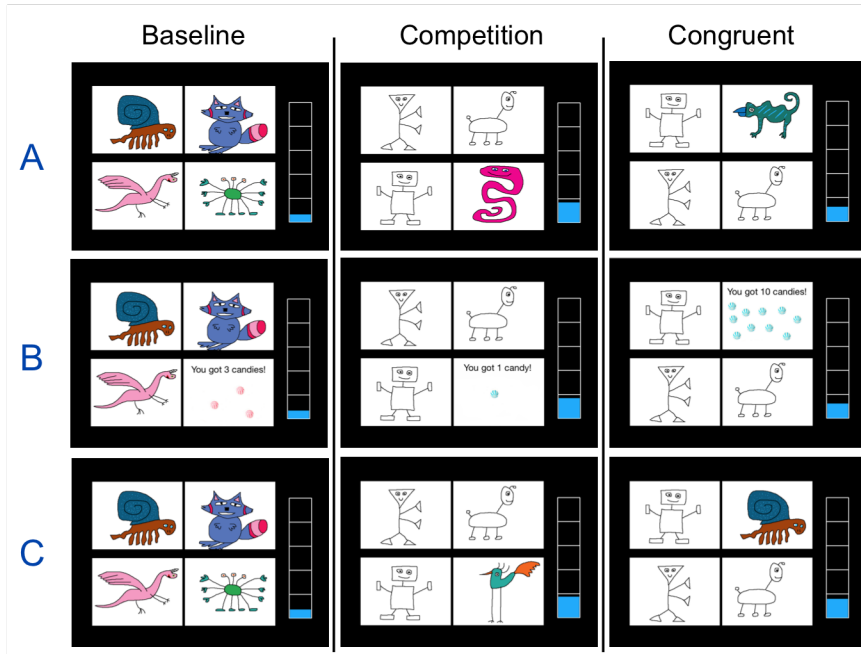 Baseline
Competition
Congruent
A
B
You got 3 candies!
You got 1 candy!
You got 10 candies!
C